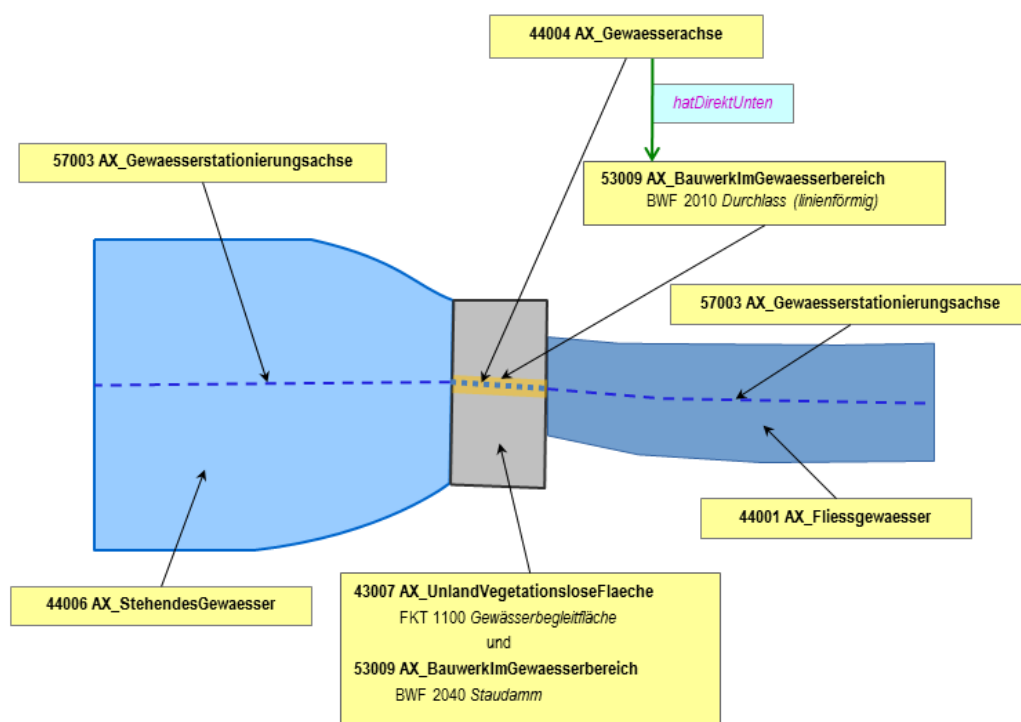 44004 AX_Gewaesserachse
hatDirektUnten
57003 AX_Gewaesserstationierungsachse
53009 AX_BauwerkImGewaesserbereich
BWF 2010 Durchlass (linienförmig)
57003 AX_Gewaesserstationierungsachse
44001 AX_Fliessgewaesser
44006 AX_StehendesGewaesser
43007 AX_UnlandVegetationsloseFlaeche
FKT 1100 Gewässerbegleitfläche
und
53009 AX_BauwerkImGewaesserbereich
BWF 2040 Staudamm